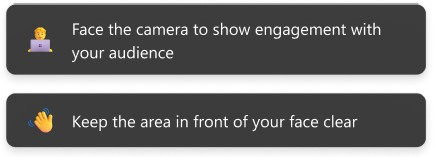 Face the camera to show engagement with
your audience
Keep the area in front of your face clear